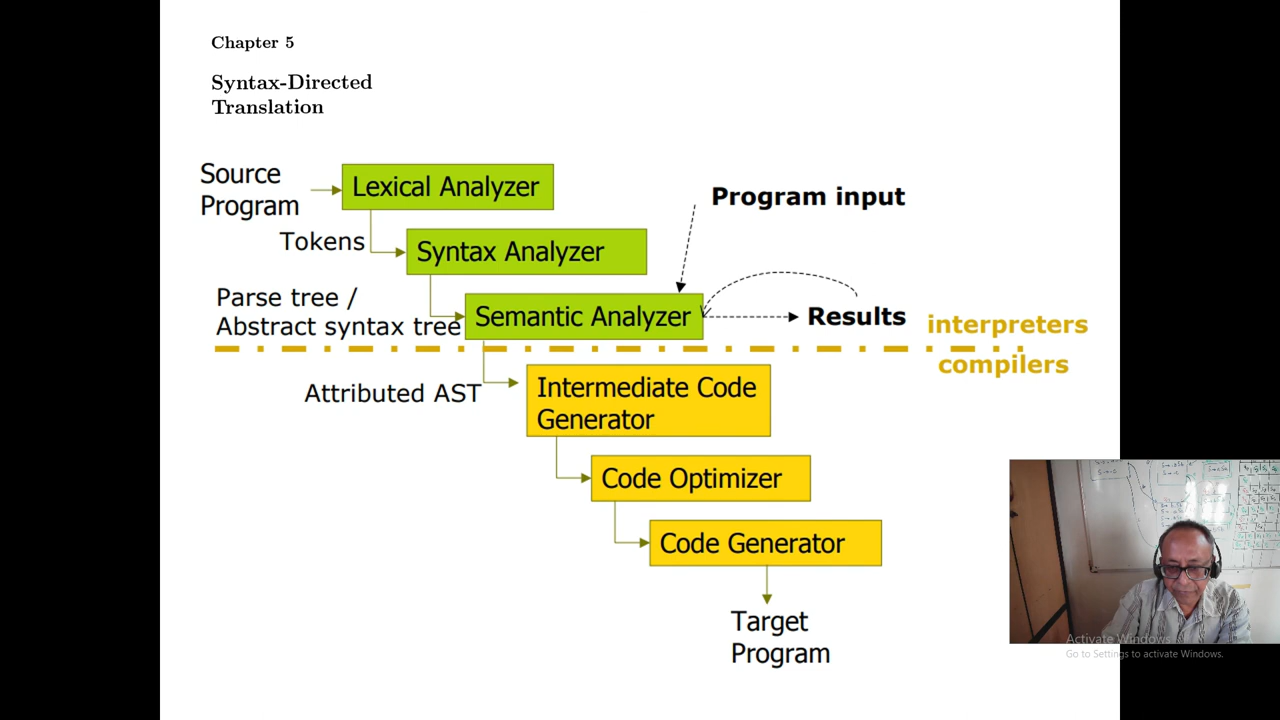 Chapter 5
Syntax-Directed
Translation
Source
Program
Lexical Analyzer
Program input
Tokens
Syntax Analyzer
Parse tree /
Abstract syntax tree
Semantic Analyzer
Results
interpreters
compilers
Attributed AST
Intermediate Code
Generator
Code Optimizer
Code Generator
Target
Program
Activate Windows
Go to Settings to activate Windows.